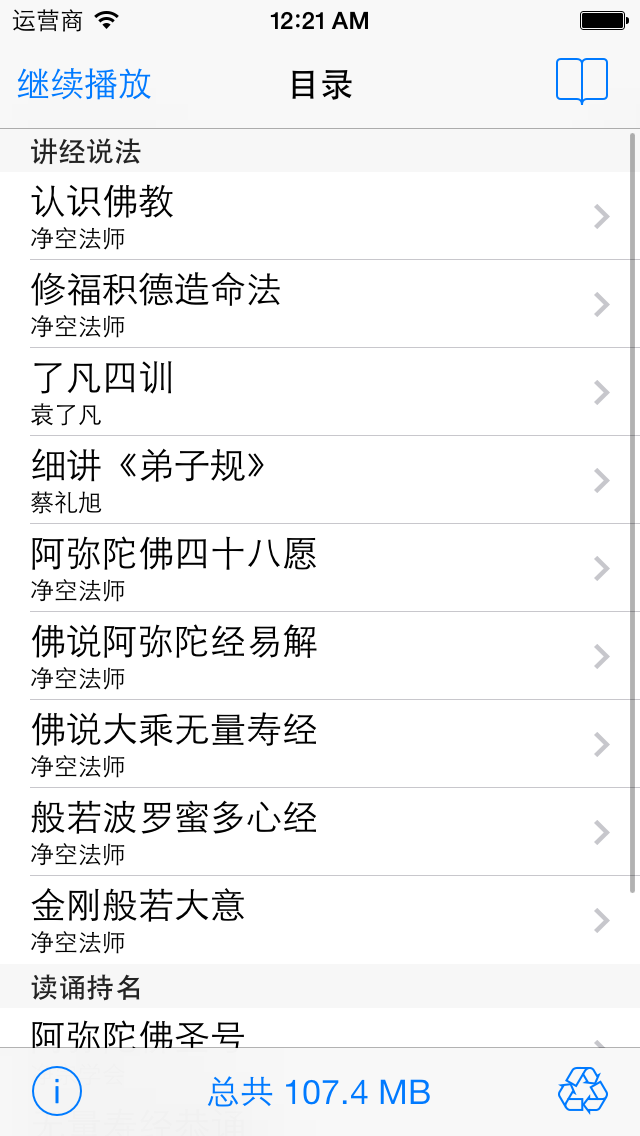 运营商
12:21 AM
继续播放
目录
讲经说法
认识佛教
净空法师
修福积德造命法
净空法师
了凡四训
袁了凡
细讲《弟子规》
蔡礼旭
阿弥陀佛四十八愿
净空法师
佛说阿弥陀经易解
净空法师
佛说大乘无量寿经
净空法师
般若波罗蜜多心经
净空法师
金刚般若大意
净空法师
读诵持名
阿弥陀佛圣号
i
总共 107.4 MB